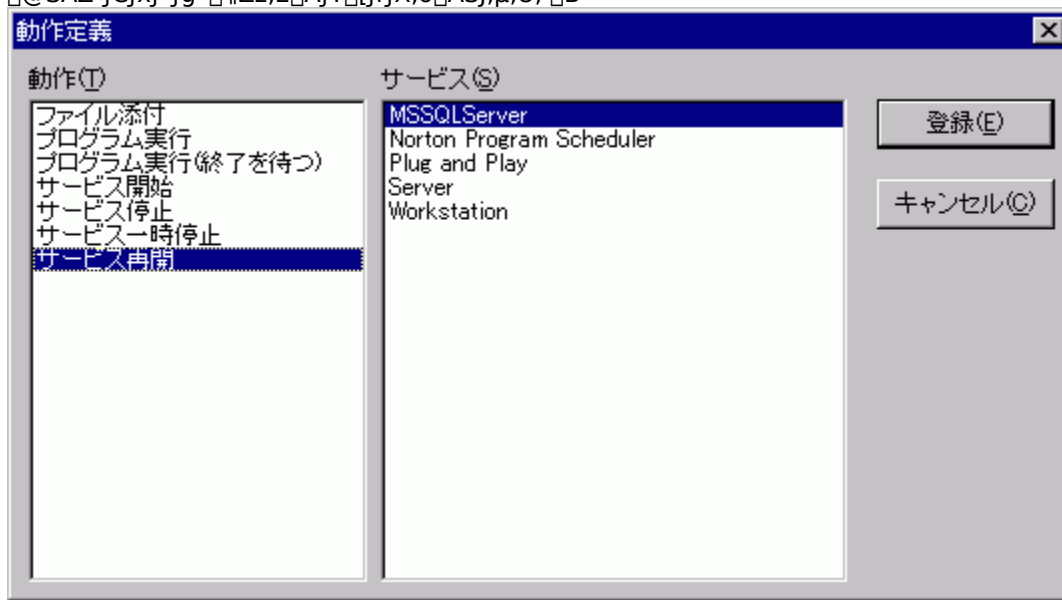 動作定義
動作(T)
サービス(S)
ファイル添付
プログラム実行
プログラム実行(終了を待つ)
サービス開始
サービス停止
サービス一時停止
サービス再開
MSSQLServer
Norton Program Scheduler
Plug and Play
Server
Workstation
登録(E)
キャンセル(C)